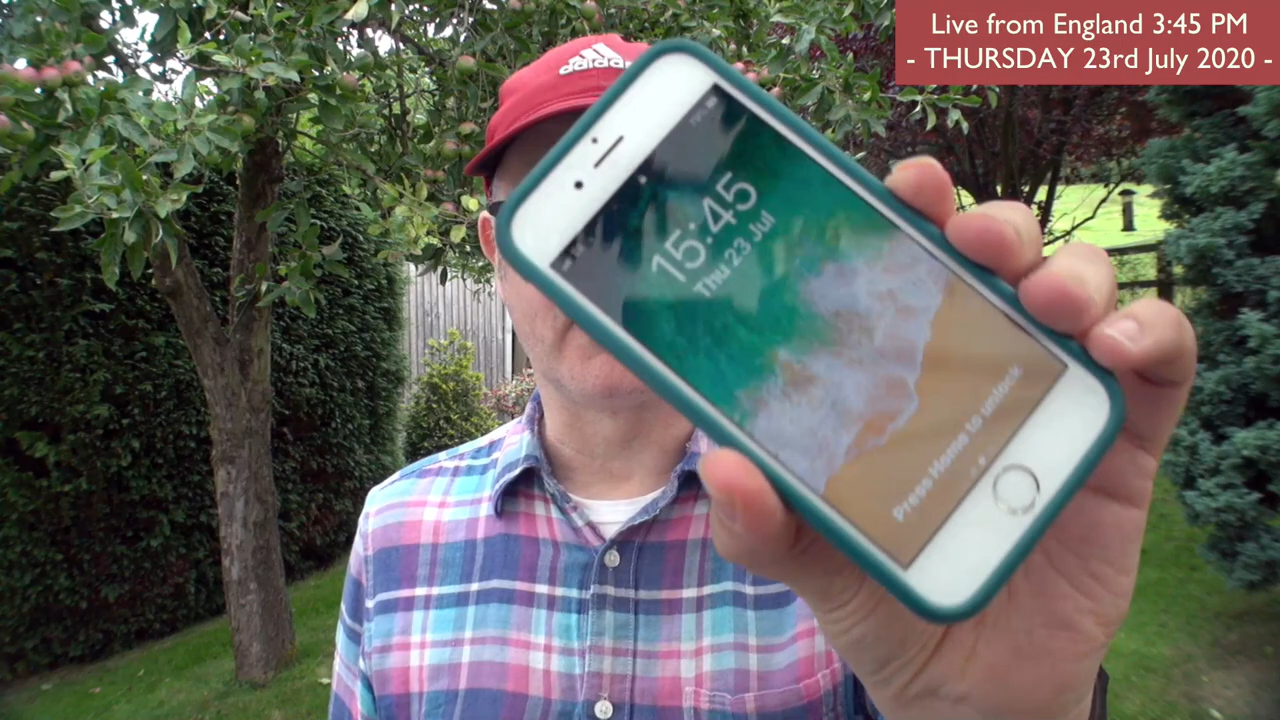 Live from England 3:45 PM
- THURSDAY 23rd July 2020 -
adidas
15:45
Thu 23 Jul
Press Home to unlock